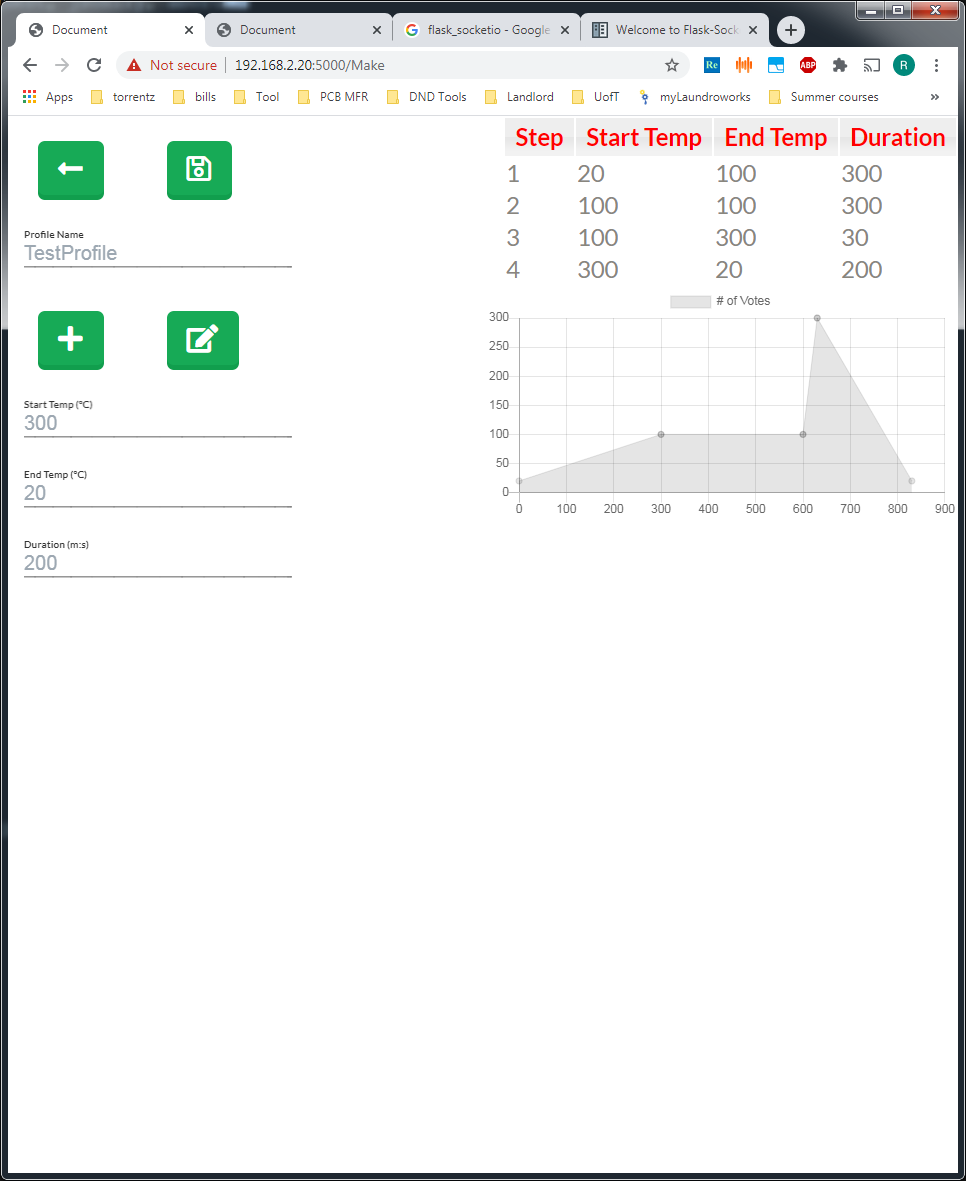 Document
Document
flask_socketio - Google
Welcome to Flask-Sock
Not secure
192.168.2.20:5000/Make
Re
ABP
R
Apps
torrentz
bills
Tool
PCB MFR
DND Tools
Landlord
UofT
myLaundroworks
Summer courses
»
Step Start Temp End Temp Duration
1 20 100 300
2 100 100 300
3 100 300 30
4 300 20 200
Profile Name
TestProfile
Start Temp (°C)
300
End Temp (°C)
20
Duration (m:s)
200
# of Votes
300
250
200
150
100
50
0
0 100 200 300 400 500 600 700 800 900